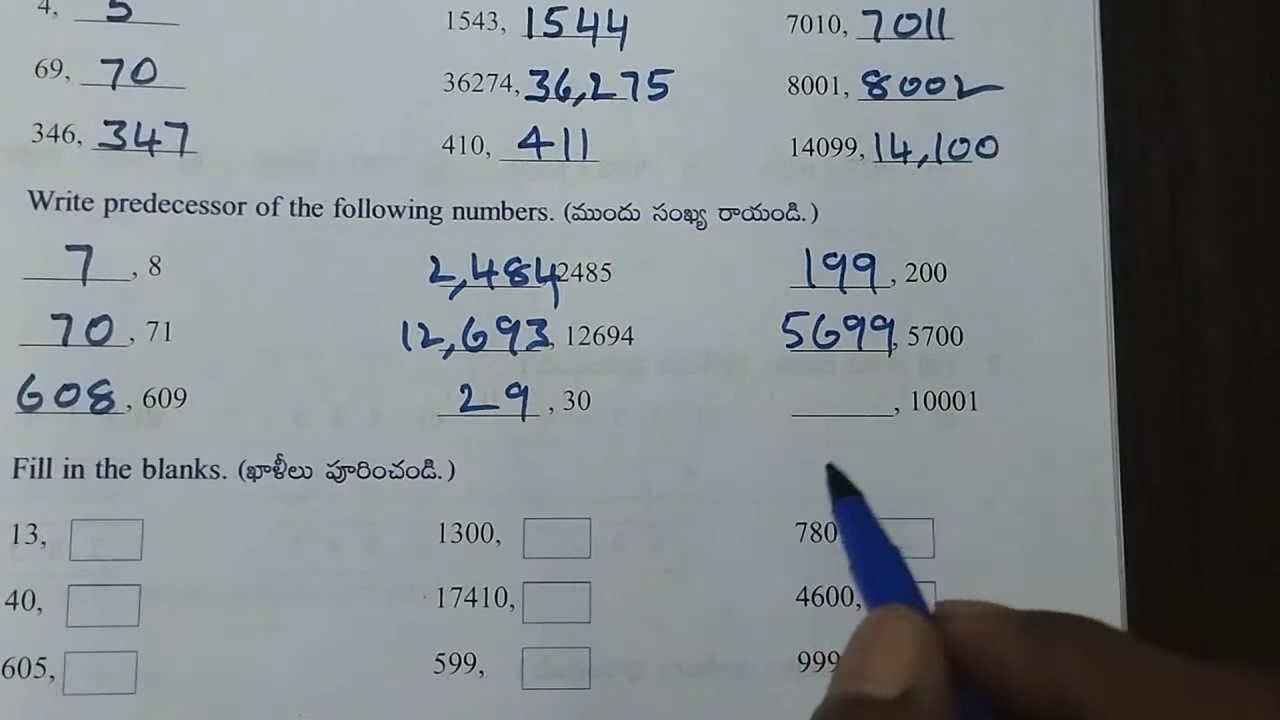 4, 5 1543, 1544 7010, 7011
69, 70 36274, 36,275 8001, 8002
346, 347 410, 411 14099, 14,100
Write predecessor of the following numbers. (ముందు సంఖ్య రాయండి.)
7, 8 2,484 2485 199, 200
70, 71 12,693, 12694 5699, 5700
608, 609 29, 30 _____, 10001
Fill in the blanks. (ఖాళీలు పూరించండి.)
13, 1300, 780
40, 17410, 4600,
605, 599, 999